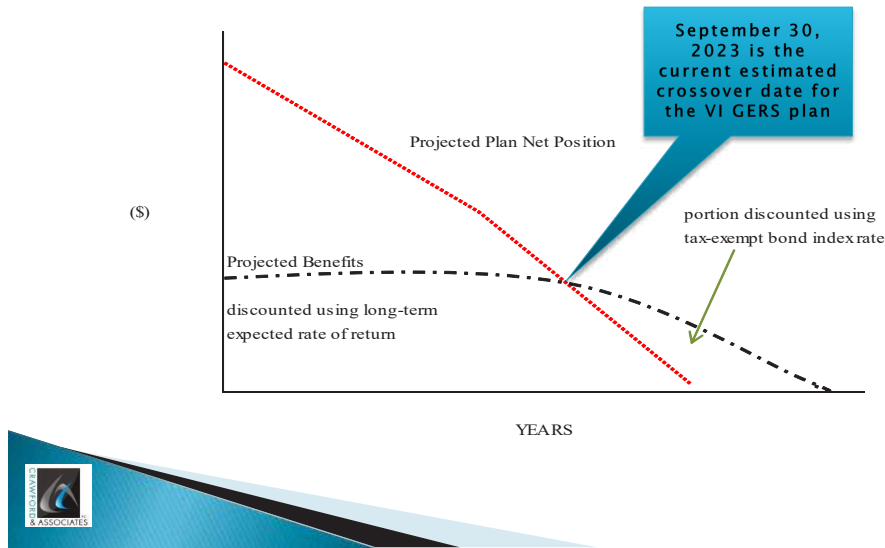 September 30,
2023 is the
current estimated
crossover date for
the VI GERS plan
Projected Plan Net Position
($)
portion discounted using
tax-exempt bond index rate
Projected Benefits
discounted using long-term
expected rate of return
YEARS
CRAWFORD
& ASSOCIATES